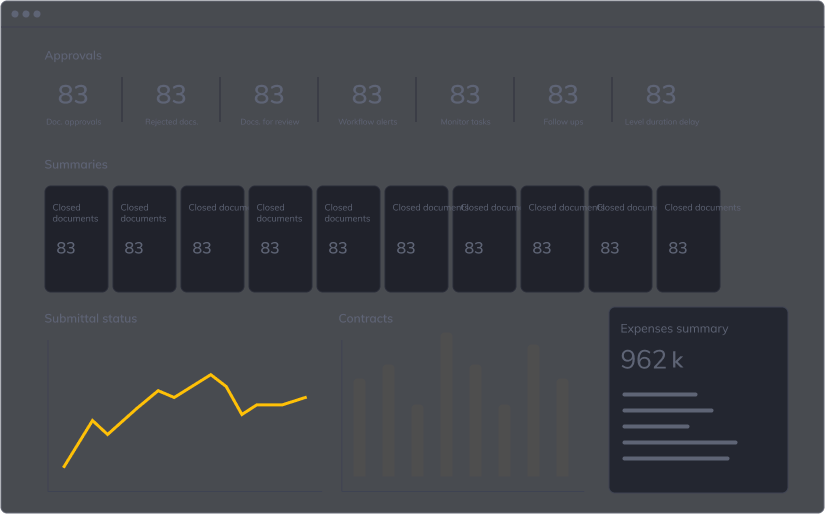 Approvals
83 83 83 83 83 83 83
Doc. approvals Rejected docs. Docs. for review Workflow alerts Monitor tasks Follow ups Level duration delay
Summaries
Closed documents
83
Closed documents
83
Closed docum
83
Closed documents
83
Closed documents
83
Closed documents
83
Closed docum
83
Closed documents
83
Closed docum
83
Closed documents
83
Submittal status
Contracts
Expenses summary
962 k